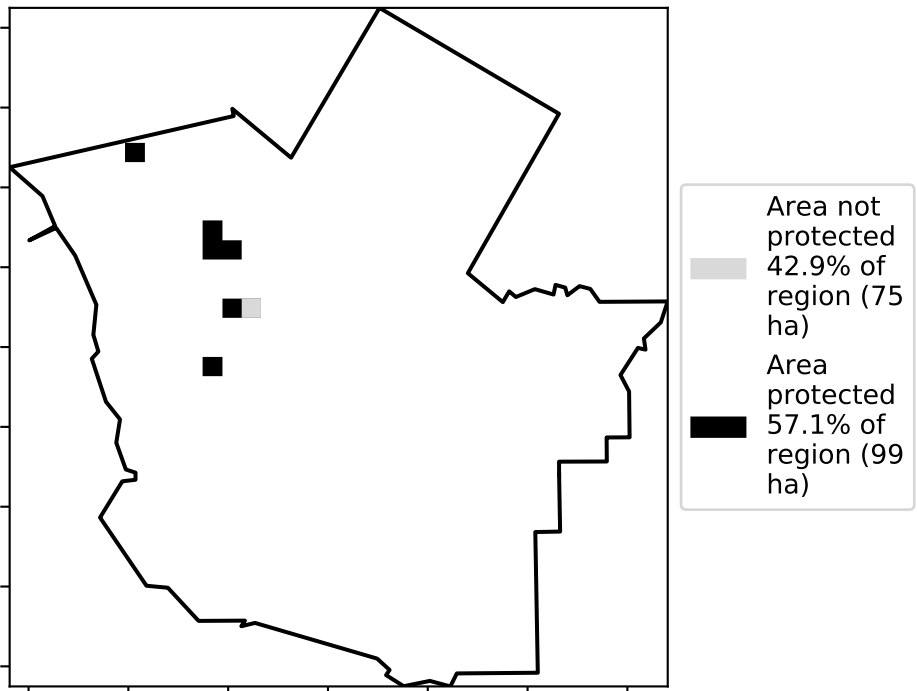 Area not
protected
42.9% of
region (75
ha)
Area
protected
57.1% of
region (99
ha)